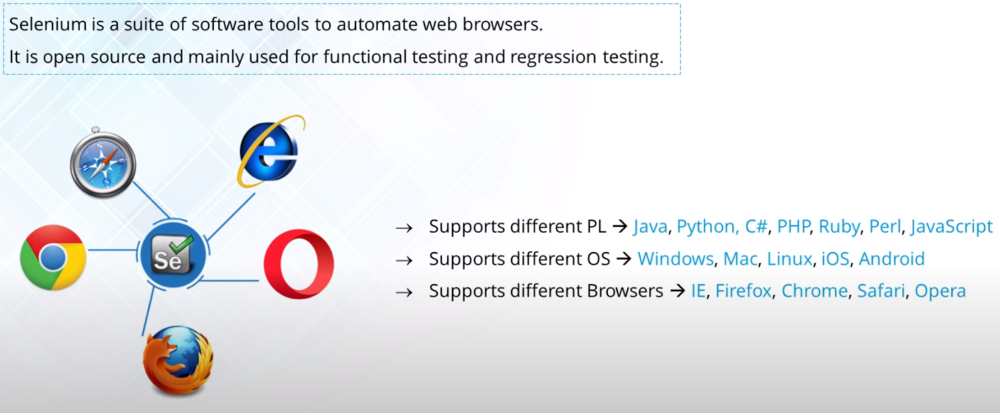 Selenium is a suite of software tools to automate web browsers.
It is open source and mainly used for functional testing and regression testing.
N
S
Se
→ Supports different PL → Java, Python, C#, PHP, Ruby, Perl, JavaScript
→ Supports different OS → Windows, Mac, Linux, iOS, Android
→ Supports different Browsers → IE, Firefox, Chrome, Safari, Opera